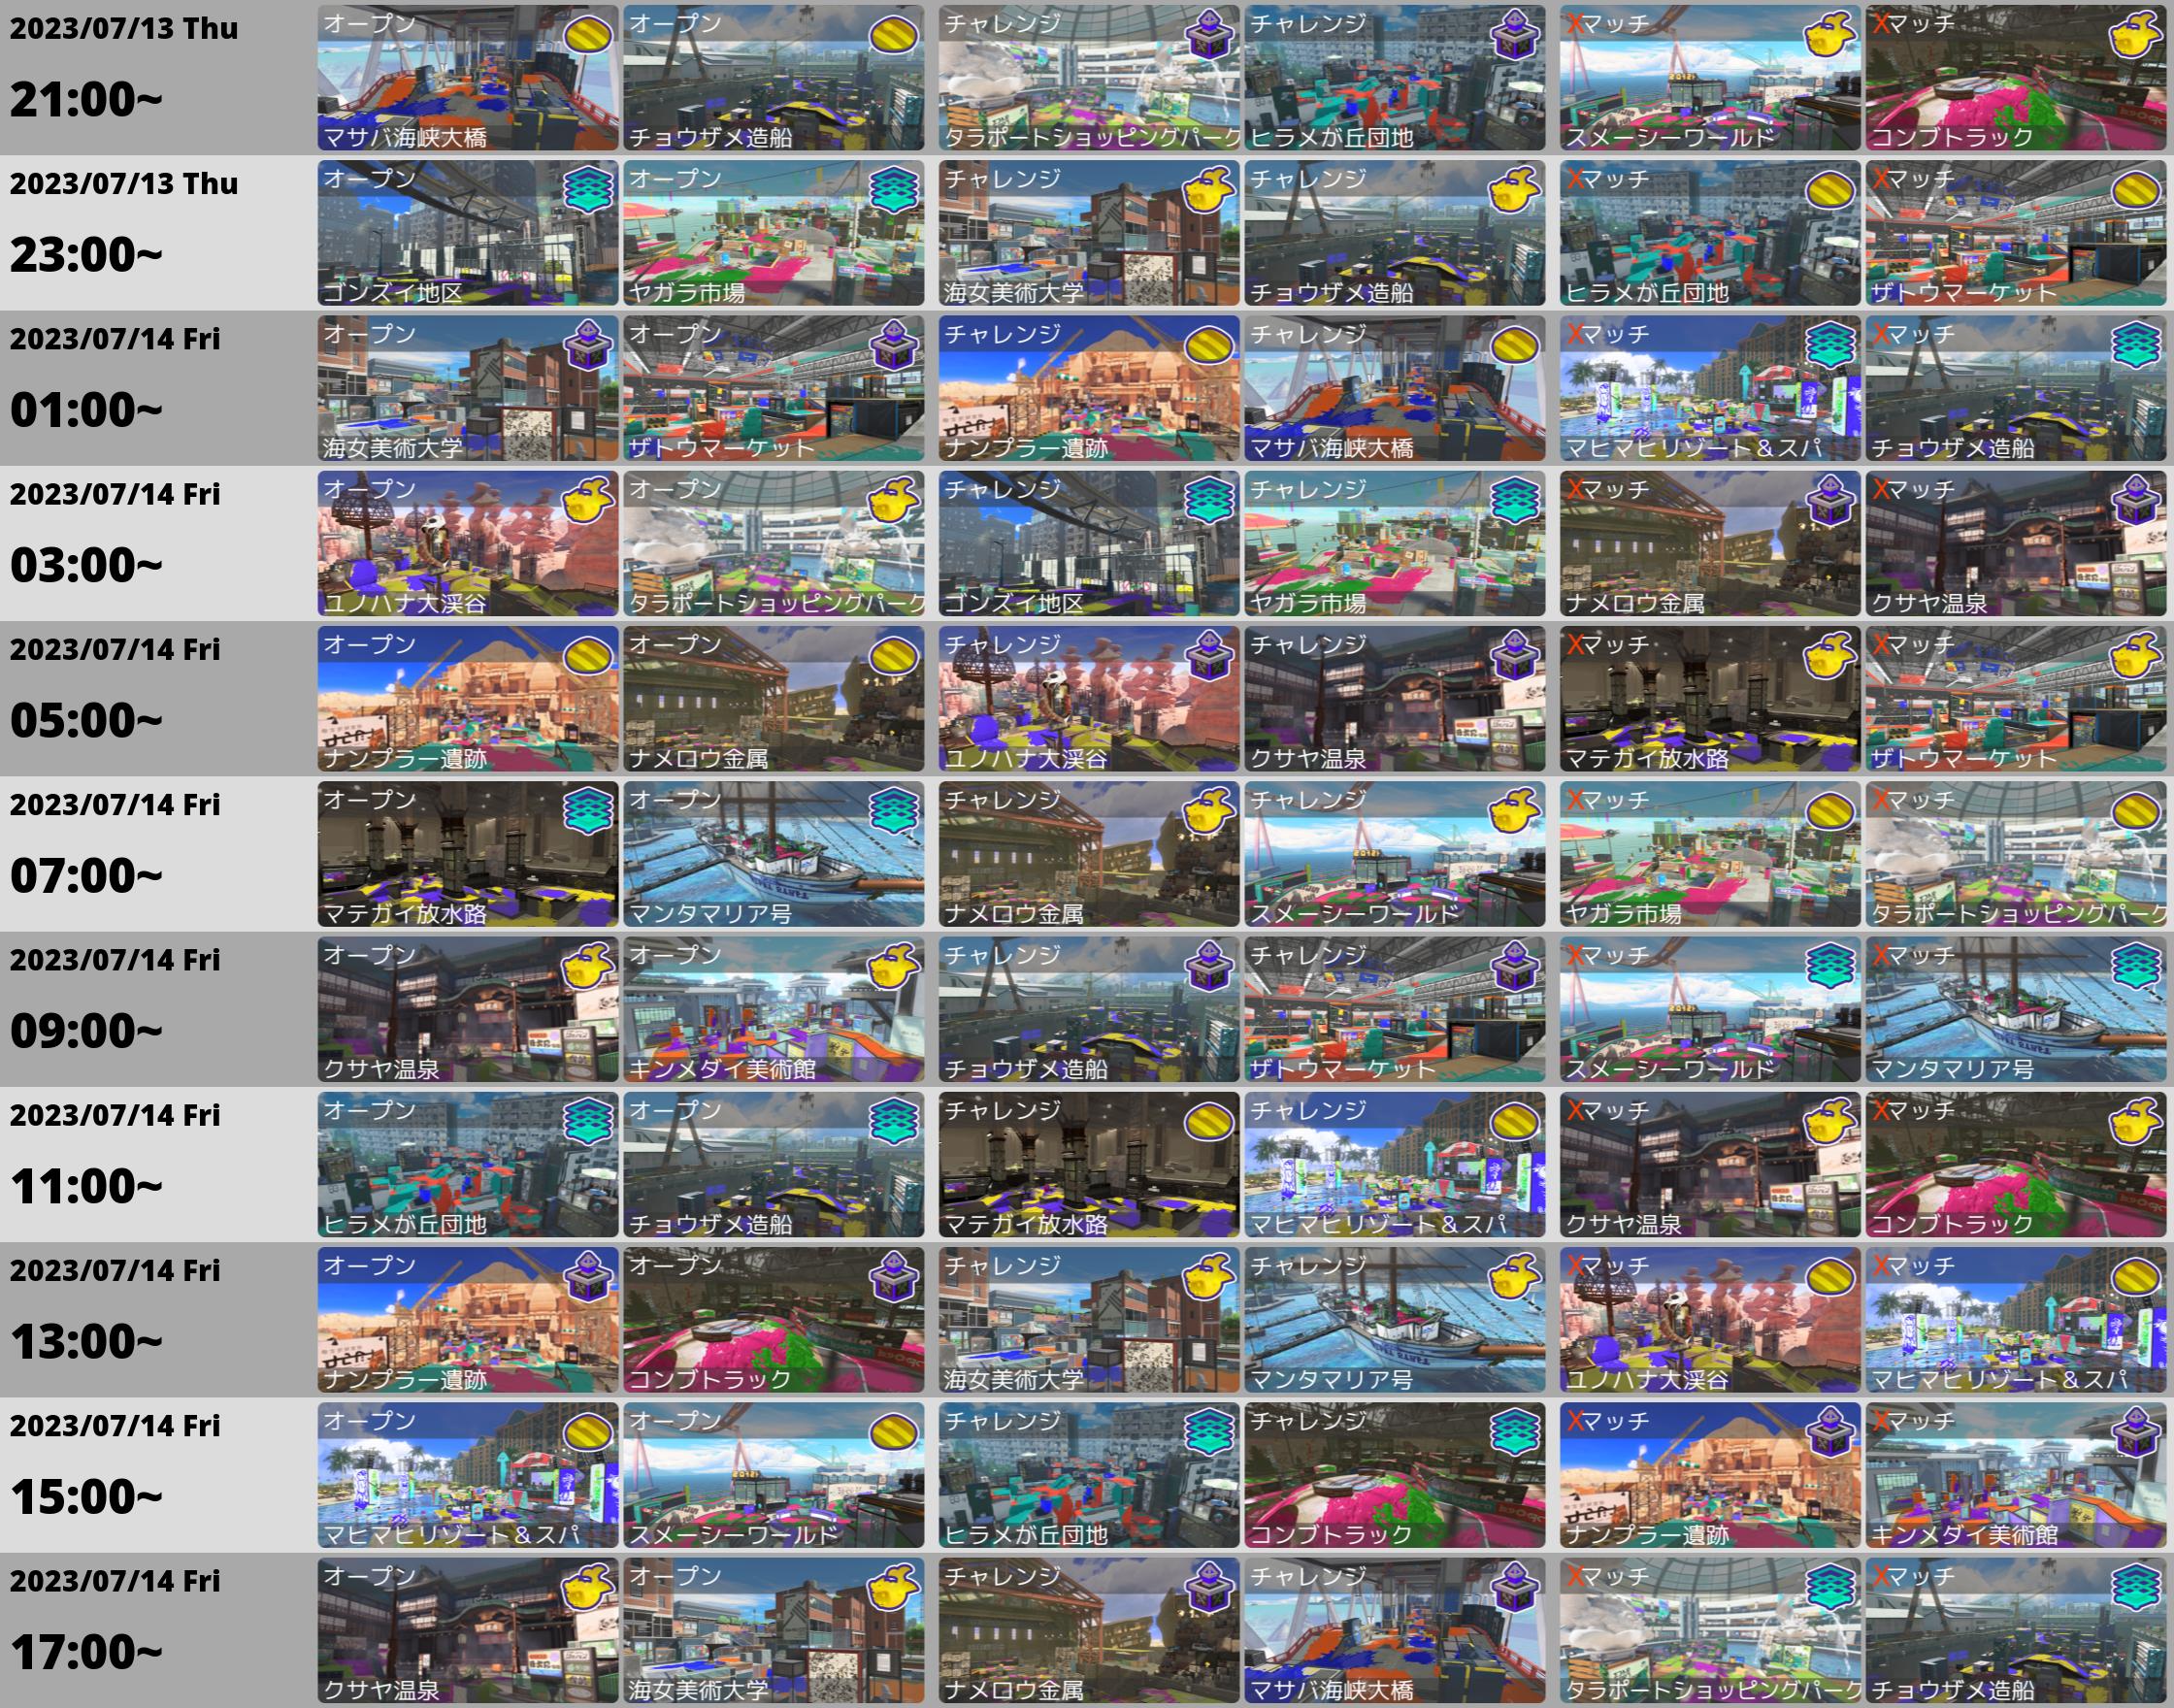 2023/07/13 Thu
21:00~
オープン
マサバ海峡大橋
オープン
チョウザメ造船
チャレンジ
タラポートショッピングパーク
チャレンジ
ヒラメが丘団地
Xマッチ
スメーシーワールド
Xマッチ
コンブトラック
2023/07/13 Thu
23:00~
オープン
ゴンズイ地区
オープン
ヤガラ市場
チャレンジ
海女美術大学
チャレンジ
チョウザメ造船
Xマッチ
ヒラメが丘団地
Xマッチ
ザトウマーケット
2023/07/14 Fri
01:00~
オープン
海女美術大学
オープン
ザトウマーケット
チャレンジ
ナンプラー遺跡
チャレンジ
マサバ海峡大橋
Xマッチ
マヒマヒリゾート＆スパ
Xマッチ
チョウザメ造船
2023/07/14 Fri
03:00~
オープン
ユノハナ大渓谷
オープン
タラポートショッピングパーク
チャレンジ
ゴンズイ地区
チャレンジ
ヤガラ市場
Xマッチ
ナメロウ金属
Xマッチ
クサヤ温泉
2023/07/14 Fri
05:00~
オープン
ナンプラー遺跡
オープン
ナメロウ金属
チャレンジ
ユノハナ大渓谷
チャレンジ
クサヤ温泉
Xマッチ
マテガイ放水路
Xマッチ
ザトウマーケット
2023/07/14 Fri
07:00~
オープン
マテガイ放水路
オープン
マンタマリア号
チャレンジ
ナメロウ金属
チャレンジ
スメーシーワールド
Xマッチ
ヤガラ市場
Xマッチ
タラポートショッピングパーク
2023/07/14 Fri
09:00~
オープン
クサヤ温泉
オープン
キンメダイ美術館
チャレンジ
チョウザメ造船
チャレンジ
ザトウマーケット
Xマッチ
スメーシーワールド
Xマッチ
マンタマリア号
2023/07/14 Fri
11:00~
オープン
ヒラメが丘団地
オープン
チョウザメ造船
チャレンジ
マテガイ放水路
チャレンジ
マヒマヒリゾート＆スパ
Xマッチ
クサヤ温泉
Xマッチ
コンブトラック
2023/07/14 Fri
13:00~
オープン
ナンプラー遺跡
オープン
コンブトラック
チャレンジ
海女美術大学
チャレンジ
マンタマリア号
Xマッチ
ユノハナ大渓谷
Xマッチ
マヒマヒリゾート＆スパ
2023/07/14 Fri
15:00~
オープン
マヒマヒリゾート＆スパ
オープン
スメーシーワールド
チャレンジ
ヒラメが丘団地
チャレンジ
コンブトラック
Xマッチ
ナンプラー遺跡
Xマッチ
キンメダイ美術館
2023/07/14 Fri
17:00~
オープン
クサヤ温泉
オープン
海女美術大学
チャレンジ
ナメロウ金属
チャレンジ
マサバ海峡大橋
Xマッチ
タラポートショッピングパーク
Xマッチ
チョウザメ造船